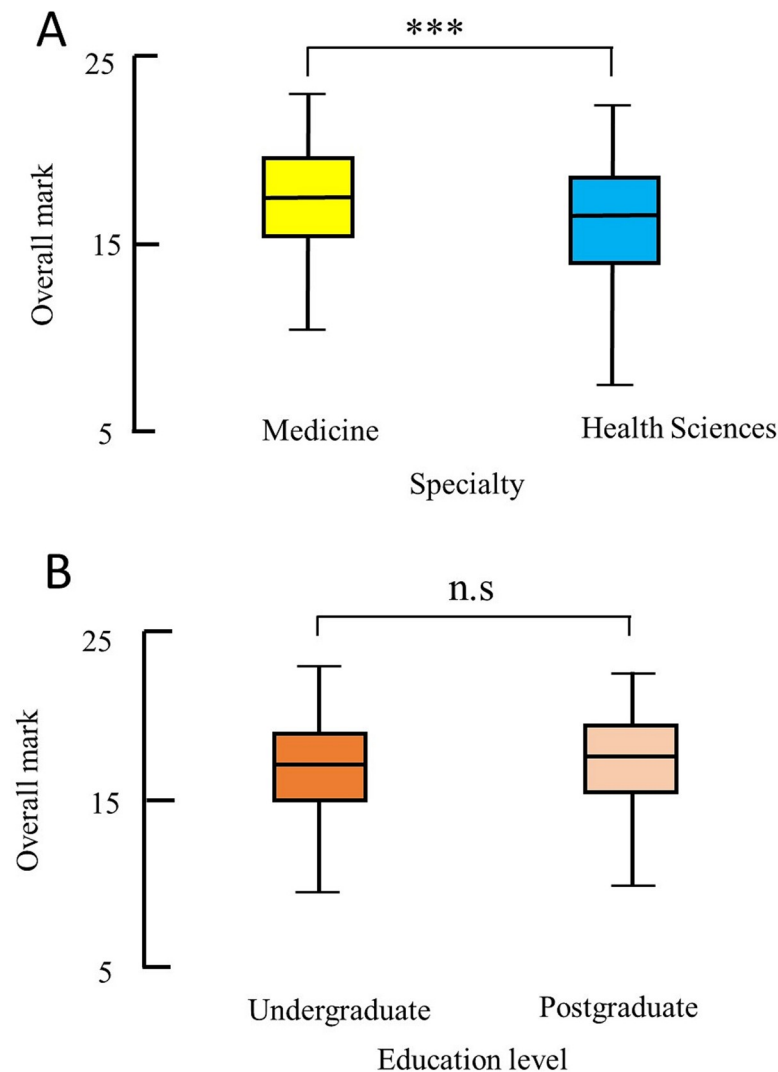 A
***
25
Overall mark
15
5
Medicine
Health Sciences
Specialty
B
n.s
25
Overall mark
15
5
Undergraduate
Postgraduate
Education level